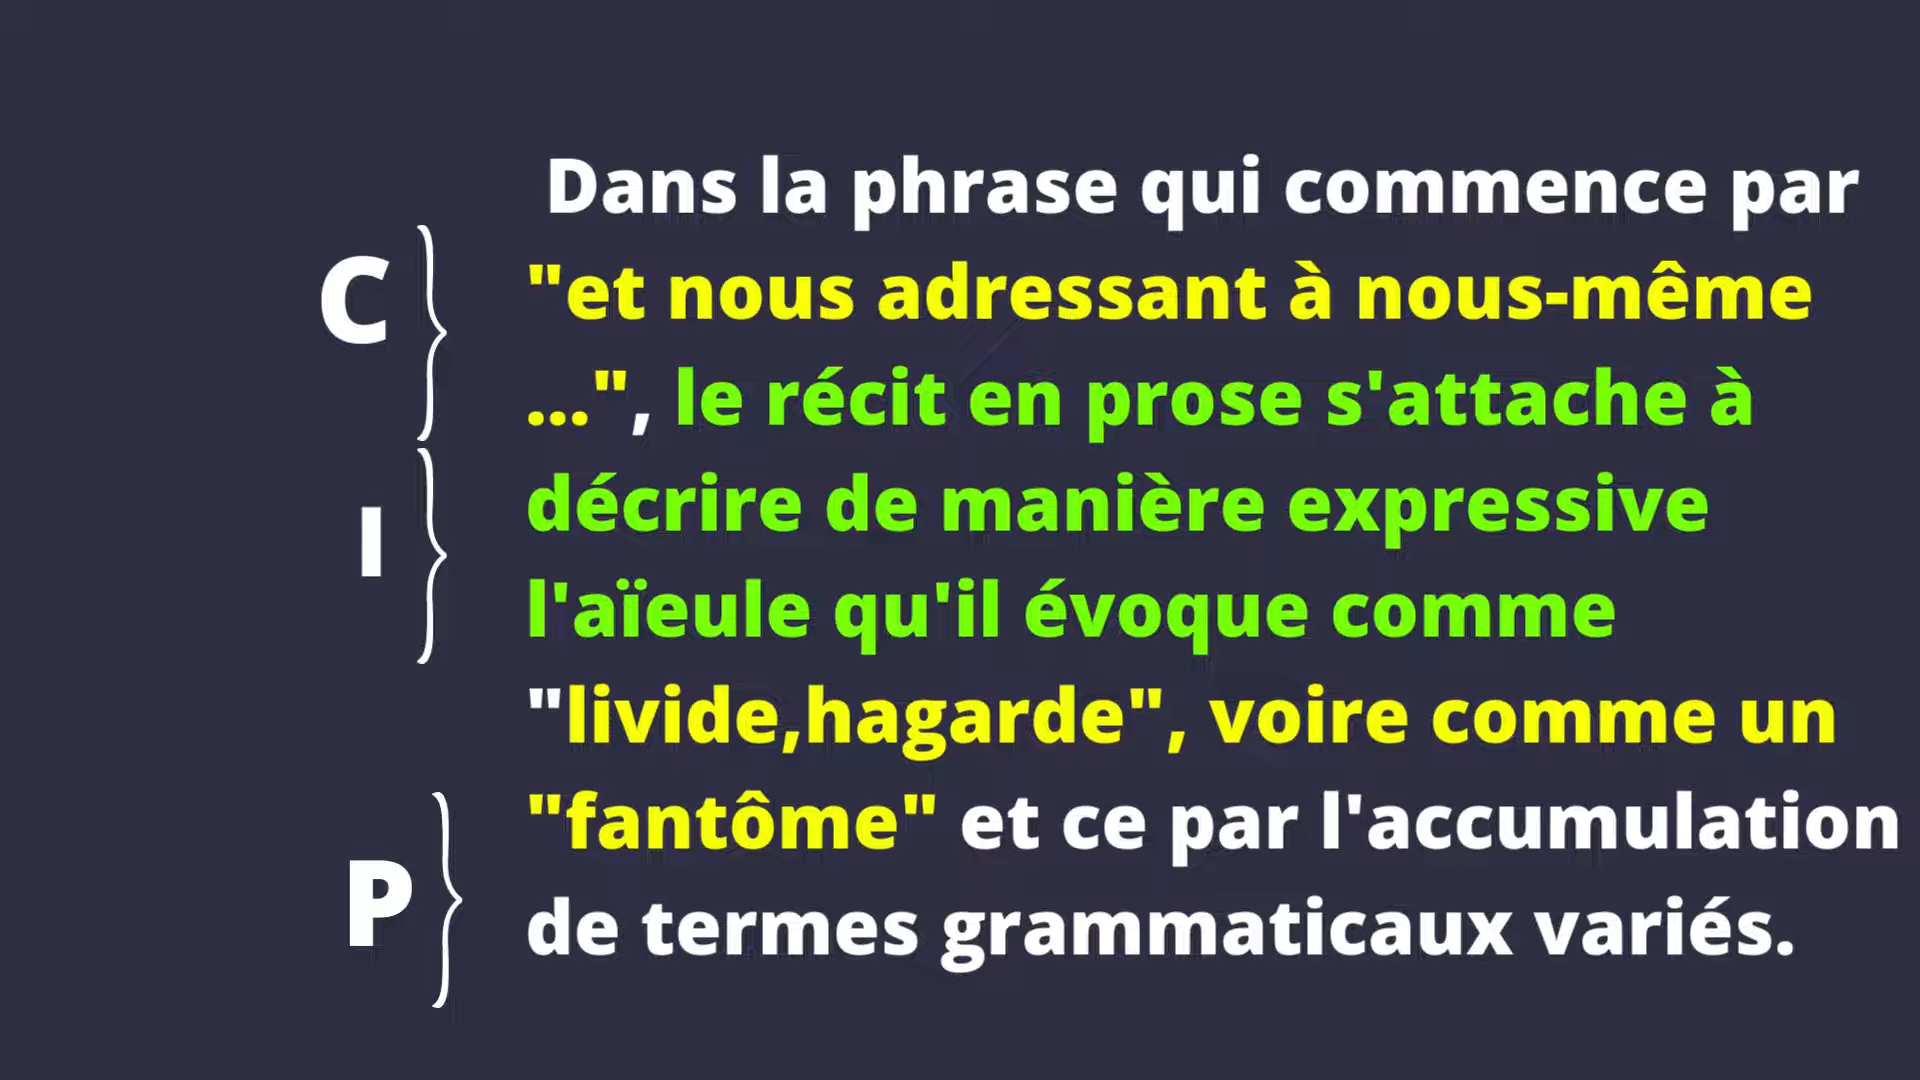 Dans la phrase qui commence par
C
"et nous adressant à nous-même
...", le récit en prose s'attache à
I
décrire de manière expressive
l'aïeule qu'il évoque comme
"livide,hagarde", voire comme un
"fantôme" et ce par l'accumulation
P
de termes grammaticaux variés.